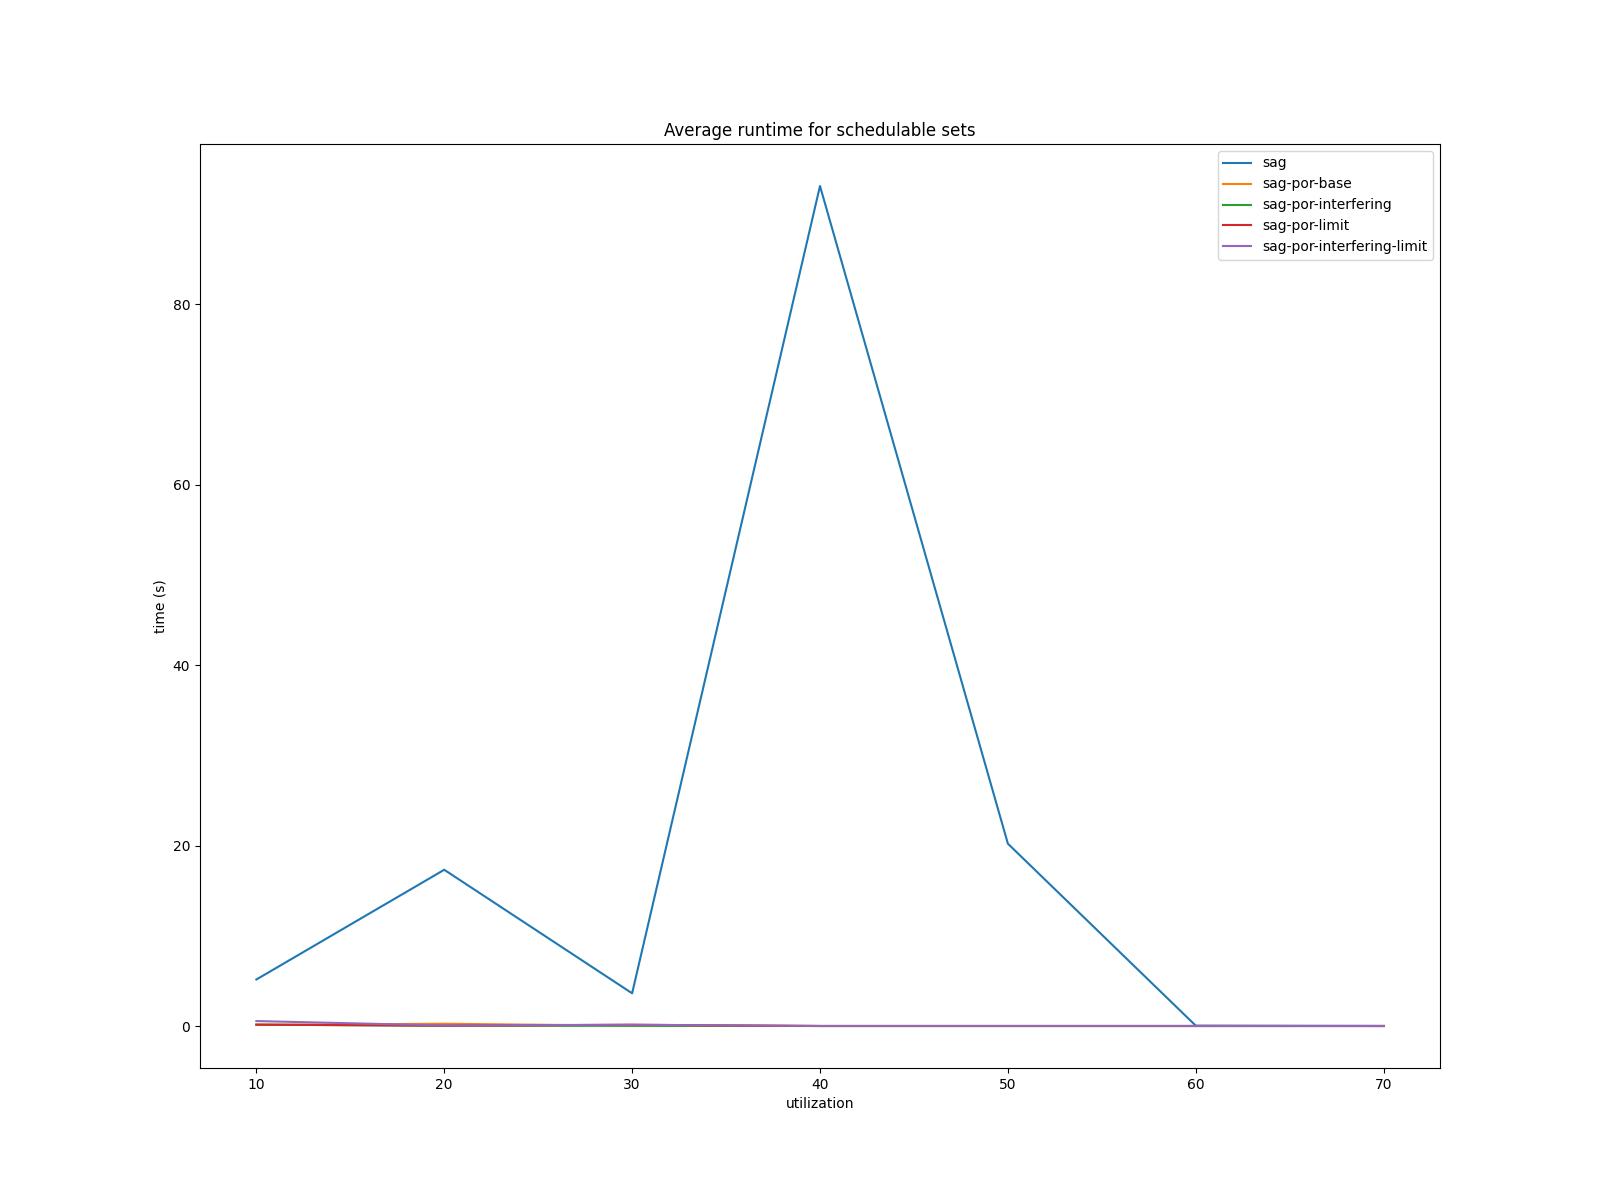 Average runtime for schedulable sets
sag
sag-por-base
sag-por-interfering
sag-por-limit
sag-por-interfering-limit
80
60
40
20
0
time (s)
10 20 30 40 50 60 70
utilization